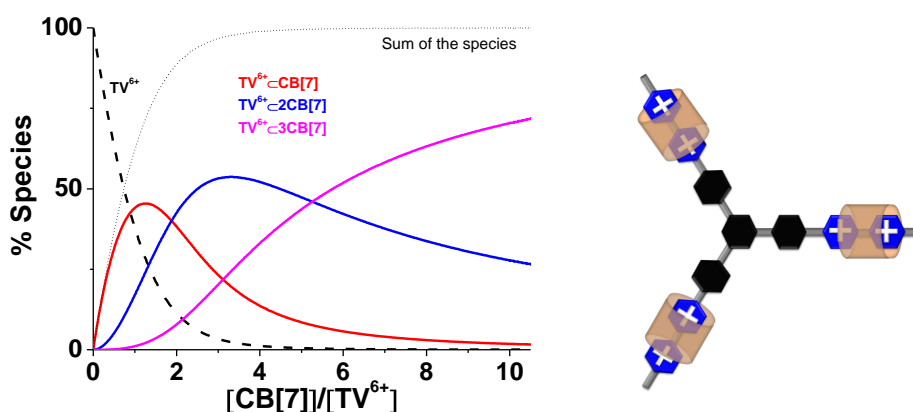 100
Sum of the species
TV6+
TV6+⊂CB[7]
TV6+⊂2CB[7]
TV6+⊂3CB[7]
50
% Species
0
0 2 4 6 8 10
[CB[7]]/[TV6+]
+ +
+ +
+ +